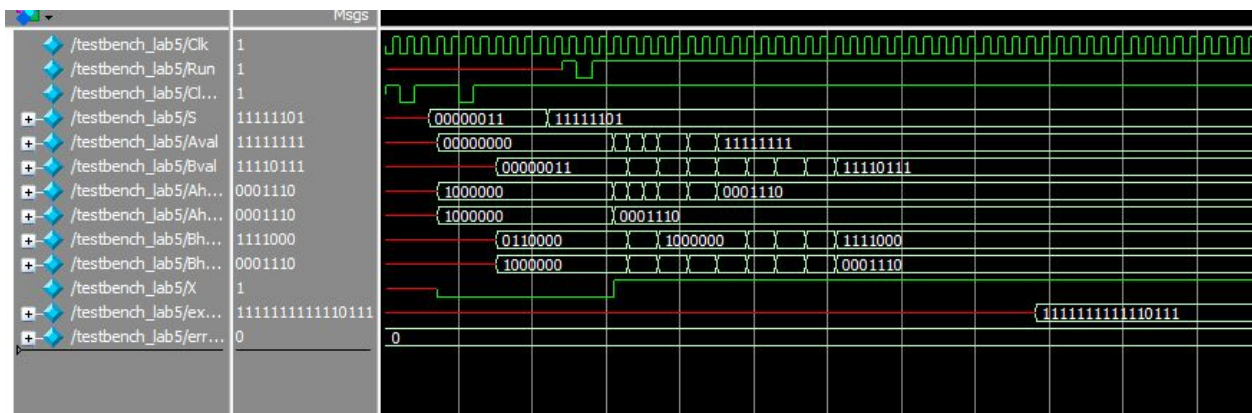 Msgs
/testbench_lab5/Clk 1
/testbench_lab5/Run 1
/testbench_lab5/Cl... 1
/testbench_lab5/S 11111101 00000011 11111101
/testbench_lab5/Aval 11111111 00000000 11111111
/testbench_lab5/Bval 11110111 00000011 11110111
/testbench_lab5/Ah... 0001110 1000000 0001110
/testbench_lab5/Ah... 0001110 1000000 0001110
/testbench_lab5/Bh... 1111000 0110000 1000000 1111000
/testbench_lab5/Bh... 0001110 1000000 0001110
/testbench_lab5/X 1
/testbench_lab5/ex... 1111111111110111 1111111111110111
/testbench_lab5/err... 0 0